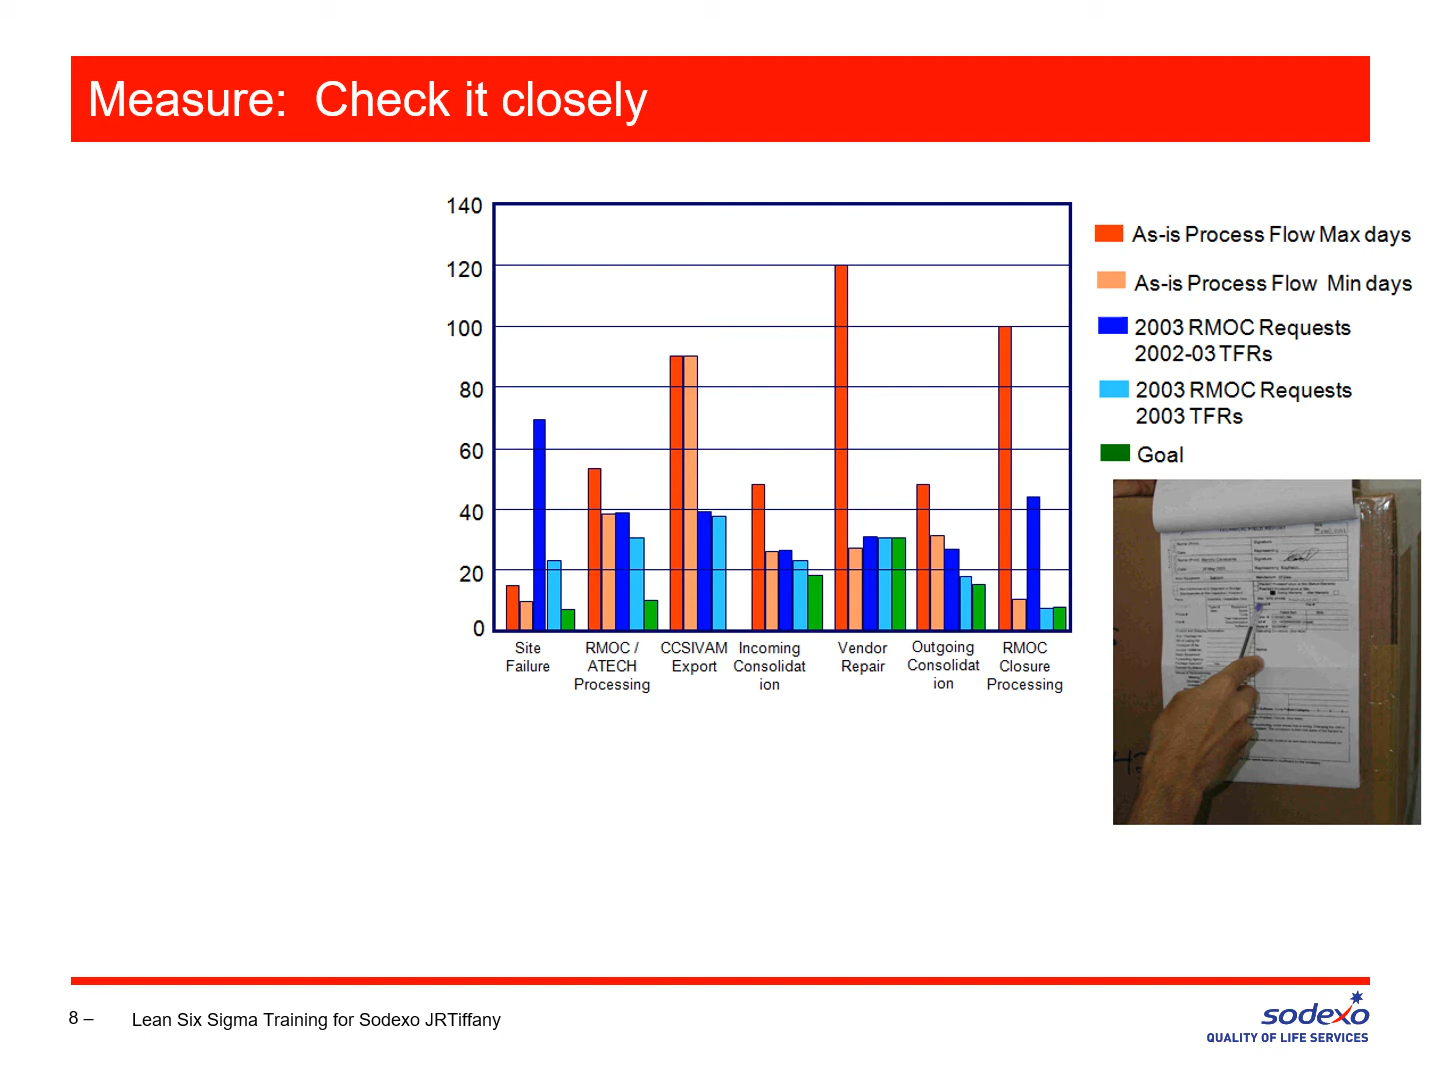 Measure:  Check it closely
140
120
100
80
60
40
20
0
Site
Failure
RMOC /
ATECH
Processing
CCSIVAM
Export
Incoming
Consolidat
ion
Vendor
Repair
Outgoing
Consolidat
ion
RMOC
Closure
Processing
As-is Process Flow Max days
As-is Process Flow  Min days
2003 RMOC Requests
2002-03 TFRs
2003 RMOC Requests
2003 TFRs
Goal
8 –
Lean Six Sigma Training for Sodexo JRTiffany
sodexo
QUALITY OF LIFE SERVICES